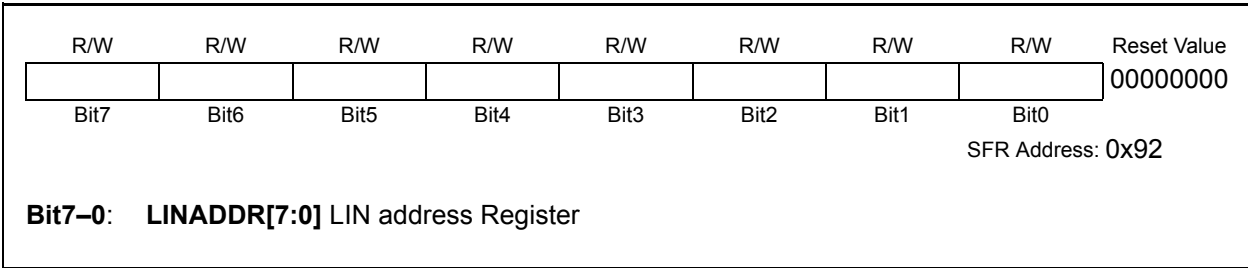 R/W R/W R/W R/W R/W R/W R/W R/W Reset Value
00000000
Bit7 Bit6 Bit5 Bit4 Bit3 Bit2 Bit1 Bit0
SFR Address: 0x92
Bit7–0: LINADDR[7:0] LIN address Register